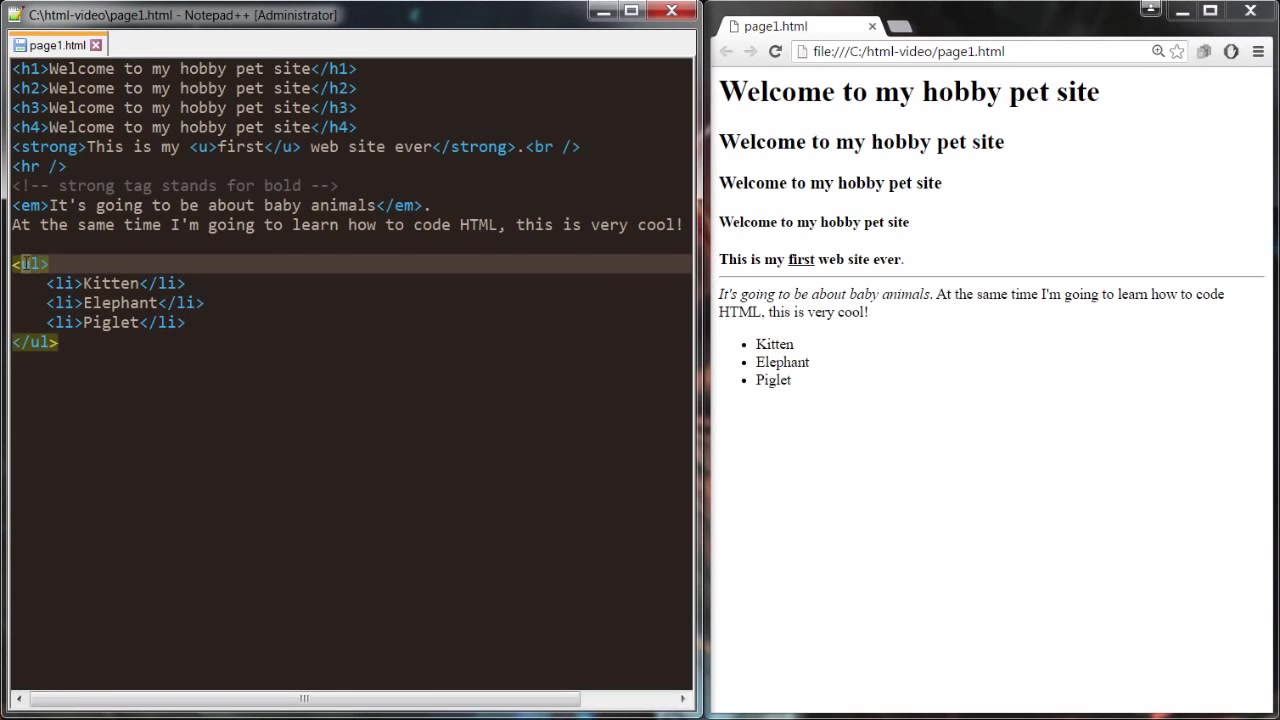 C:\html-video\page1.html - Notepad++ [Administrator]
page1.html
<h1>Welcome to my hobby pet site</h1>
<h2>Welcome to my hobby pet site</h2>
<h3>Welcome to my hobby pet site</h3>
<h4>Welcome to my hobby pet site</h4>
<strong>This is my <u>first</u> web site ever</strong>.<br />
<hr />
<!-- strong tag stands for bold -->
<em>It's going to be about baby animals</em>.
At the same time I'm going to learn how to code HTML, this is very cool!
<ul>
<li>Kitten</li>
<li>Elephant</li>
<li>Piglet</li>
</ul>
page1.html
file:///C:/html-video/page1.html
Welcome to my hobby pet site
Welcome to my hobby pet site
Welcome to my hobby pet site
Welcome to my hobby pet site
This is my first web site ever.
It's going to be about baby animals. At the same time I'm going to learn how to code
HTML, this is very cool!
• Kitten
• Elephant
• Piglet